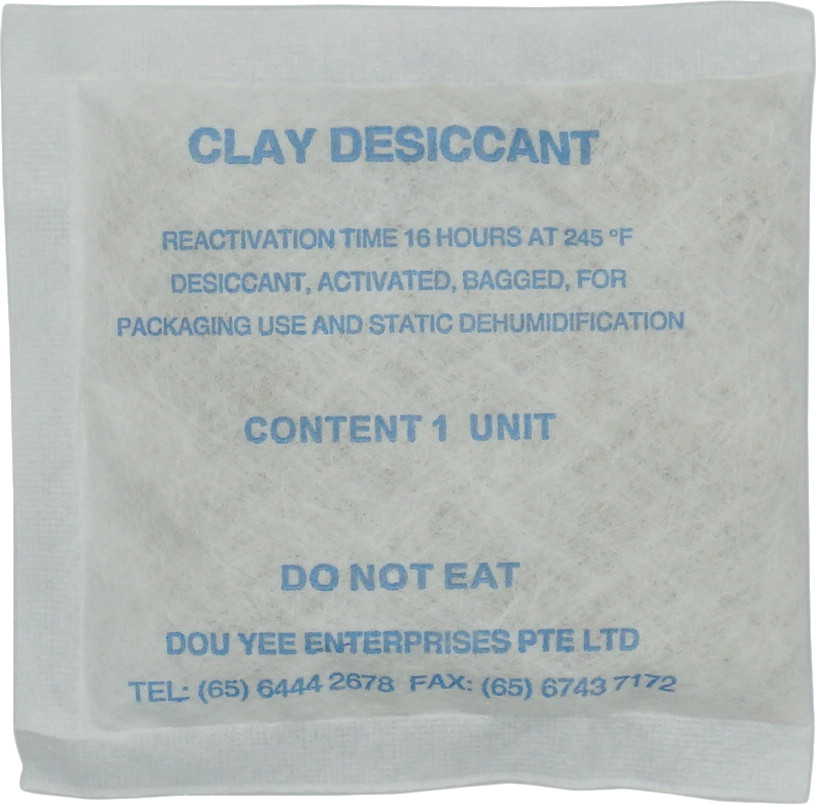 CLAY DESICCANT
REACTIVATION TIME 16 HOURS AT 245 °F
DESICCANT, ACTIVATED, BAGGED, FOR
PACKAGING USE AND STATIC DEHUMIDIFICATION
CONTENT 1 UNIT
DO NOT EAT
DOU YEE ENTERPRISES PTE LTD
TEL: (65) 6444 2678 FAX: (65) 6743 7172